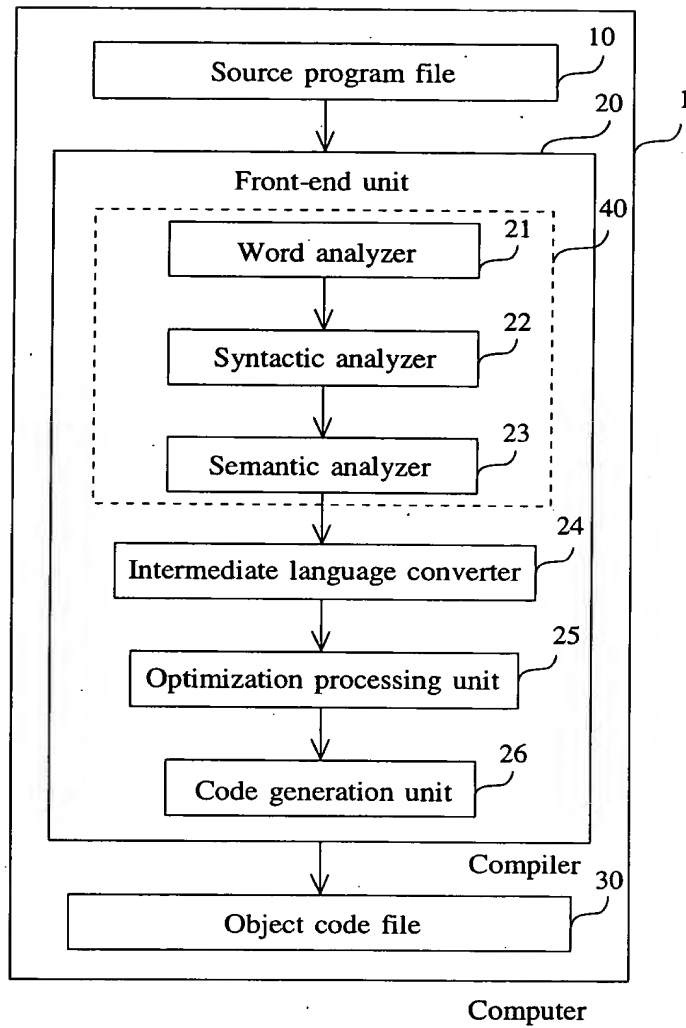 10
Source program file
1
20
Front-end unit
40
21
Word analyzer
22
Syntactic analyzer
23
Semantic analyzer
24
Intermediate language converter
25
Optimization processing unit
26
Code generation unit
Compiler
30
Object code file
Computer